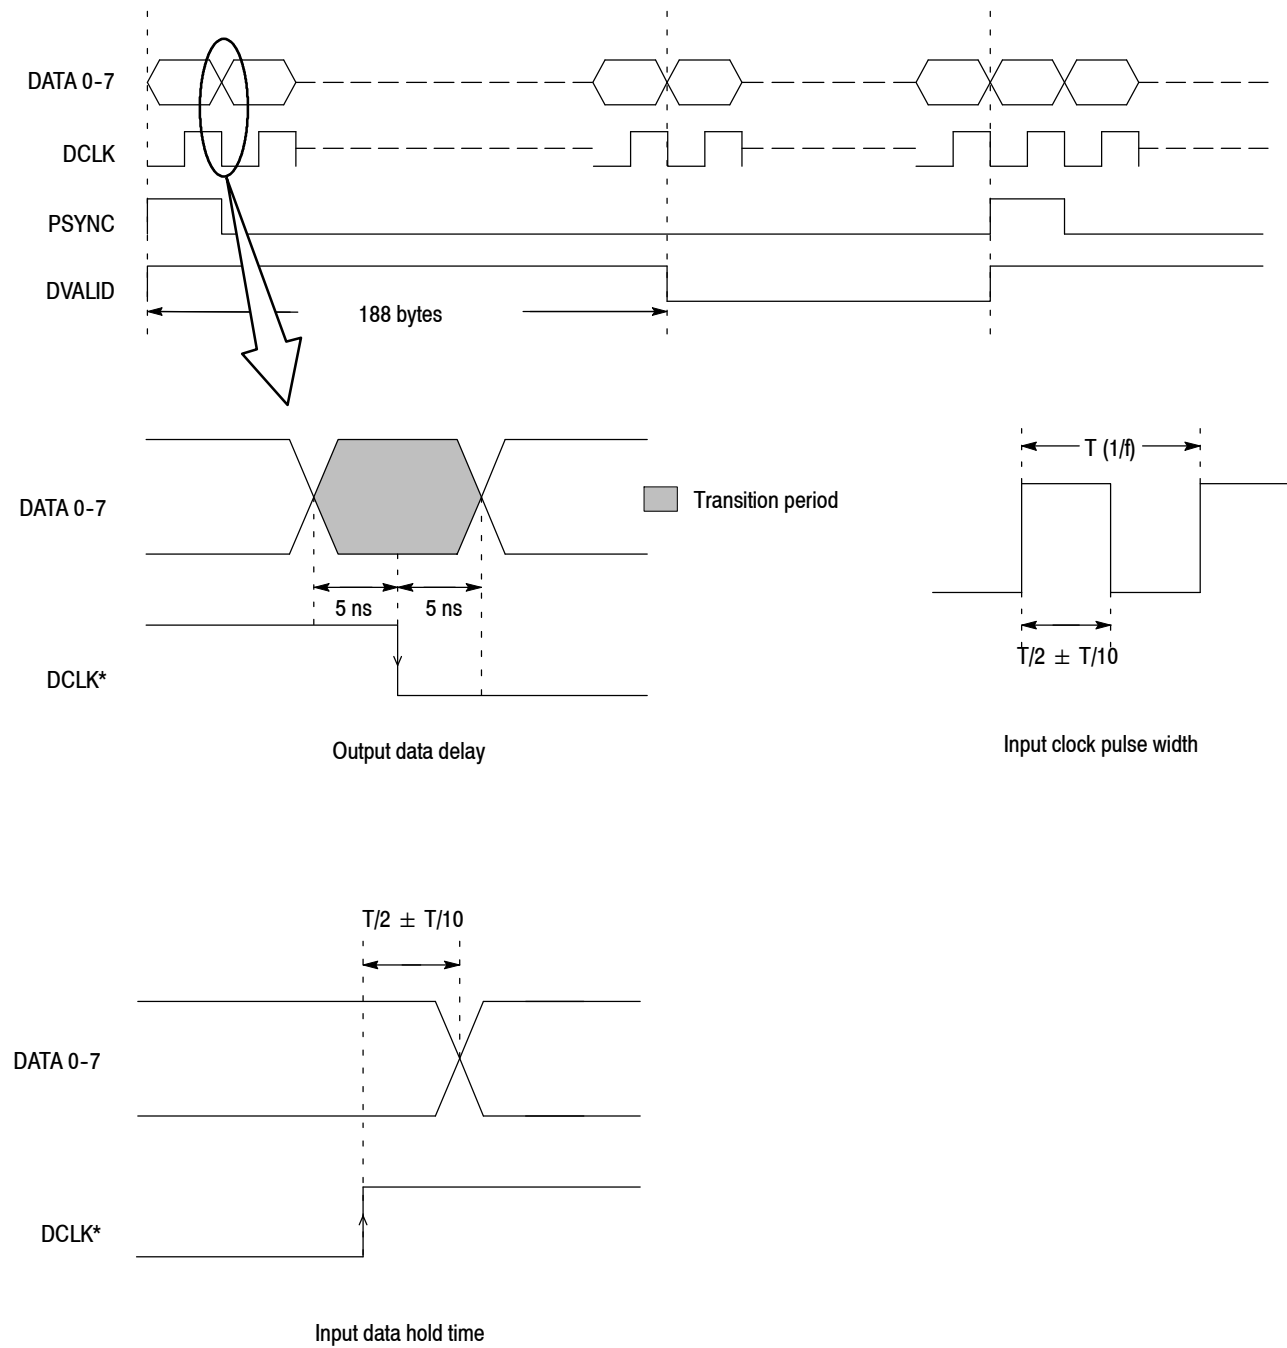 DATA 0-7
DCLK
PSYNC
DVALID
188 bytes
T (1/f)
DATA 0-7
Transition period
5 ns 5 ns
T/2 ± T/10
DCLK*
Output data delay
Input clock pulse width
T/2 ± T/10
DATA 0-7
DCLK*
Input data hold time